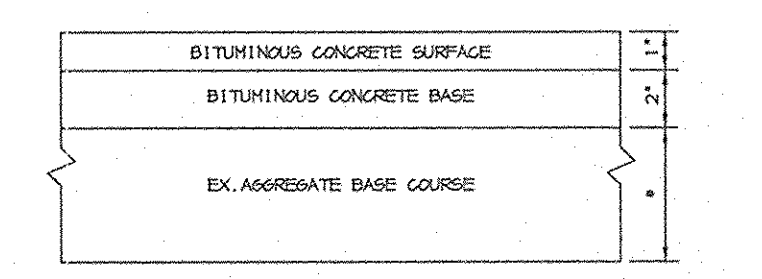 BITUMINOUS CONCRETE SURFACE 1"
BITUMINOUS CONCRETE BASE 2"
EX. AGGREGATE BASE COURSE *